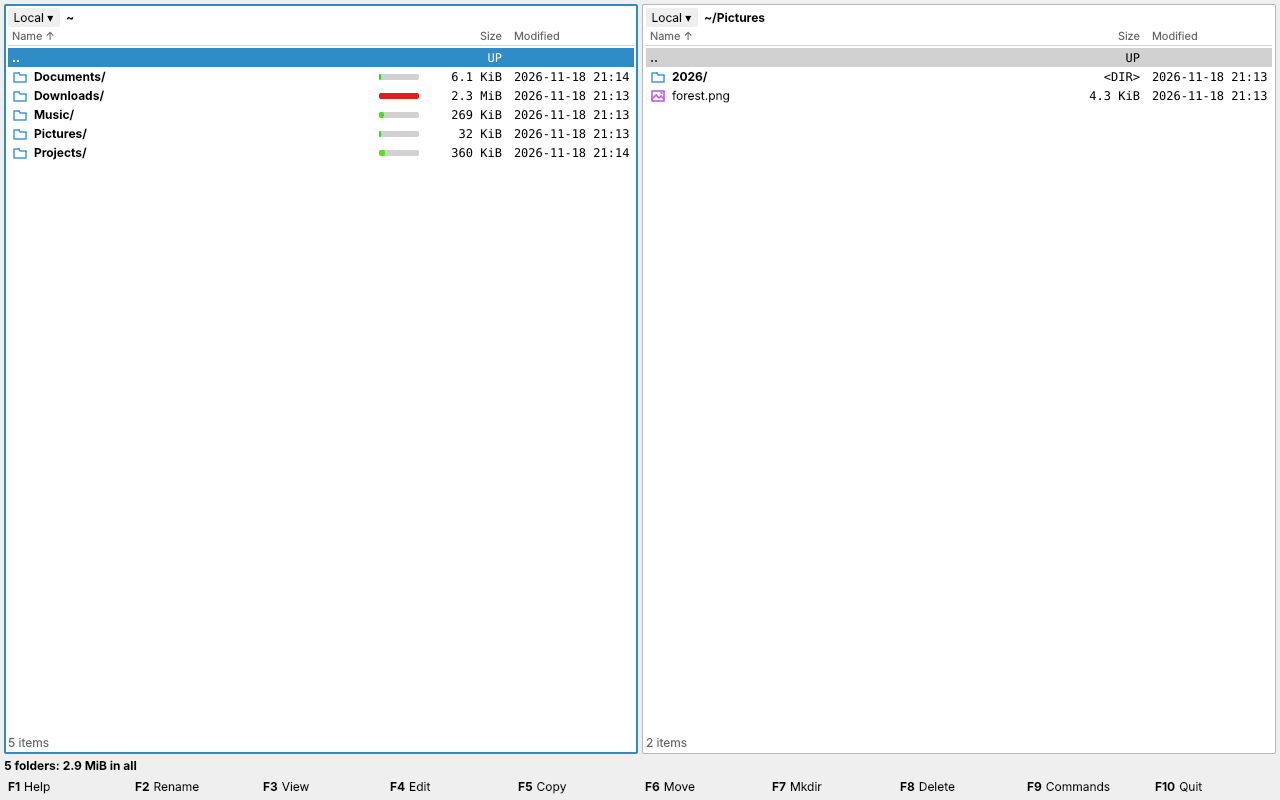 Local ▾ ~
Name ↑ Size Modified
.. UP
Documents/ 6.1 KiB 2026-11-18 21:14
Downloads/ 2.3 MiB 2026-11-18 21:13
Music/ 269 KiB 2026-11-18 21:13
Pictures/ 32 KiB 2026-11-18 21:13
Projects/ 360 KiB 2026-11-18 21:14
5 items
Local ▾ ~/Pictures
Name ↑ Size Modified
.. UP
2026/ <DIR> 2026-11-18 21:13
forest.png 4.3 KiB 2026-11-18 21:13
2 items
5 folders: 2.9 MiB in all
F1 Help F2 Rename F3 View F4 Edit F5 Copy F6 Move F7 Mkdir F8 Delete F9 Commands F10 Quit